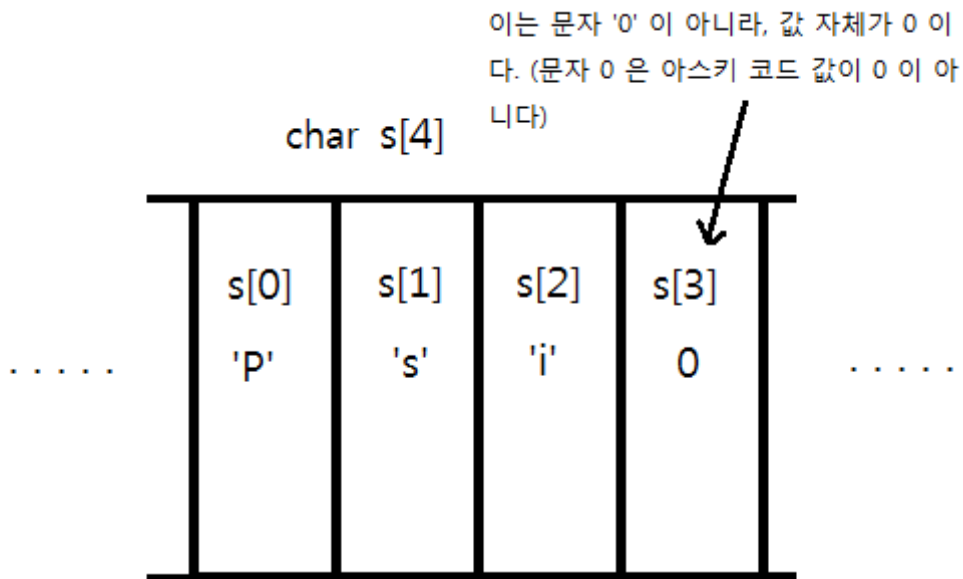 이는 문자 '0' 이 아니라, 값 자체가 0 이
다. (문자 0 은 아스키 코드 값이 0 이 아
니다)
char s[4]
s[0] s[1] s[2] s[3]
..... 'P' 's' 'i' 0 .....